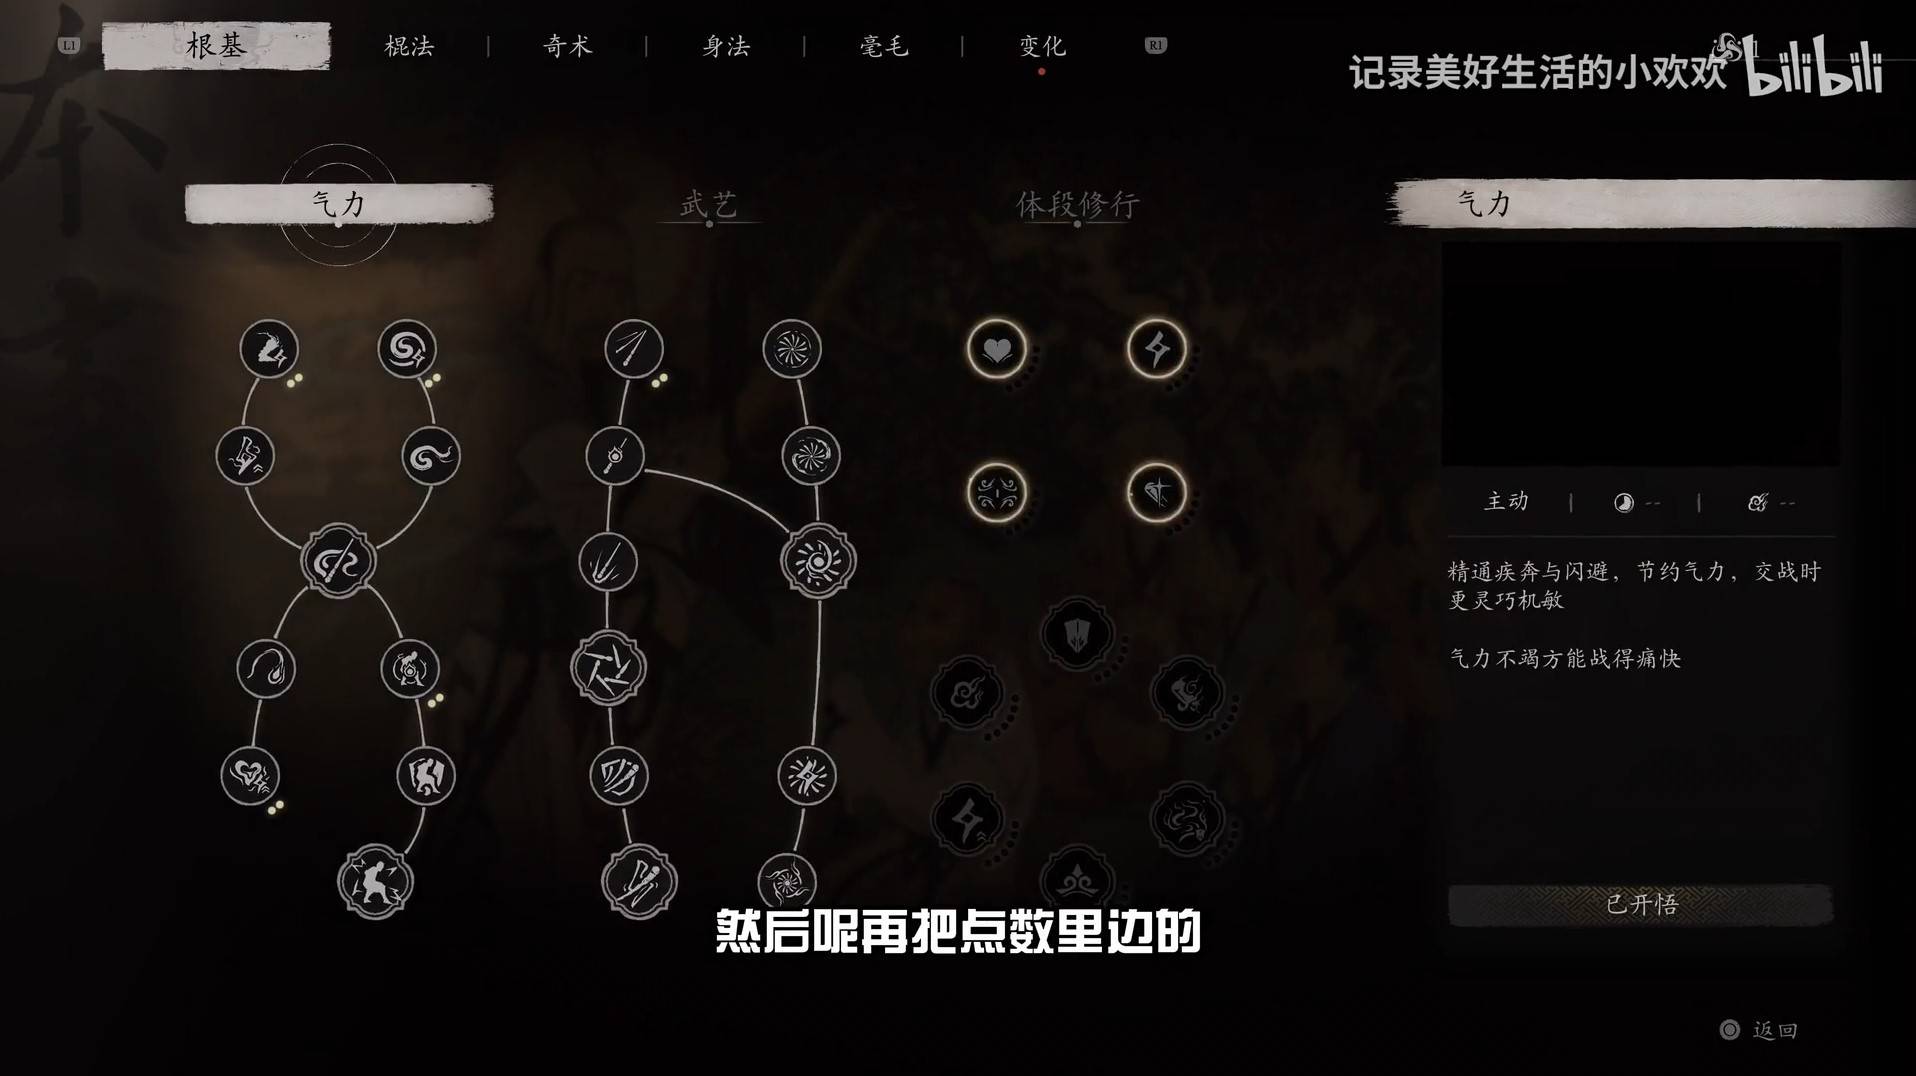 L1
根基
棍法
奇术
身法
毫毛
变化
R1
记录美好生活的小欢欢
bilibili
气力
武艺
体段修行
气力
主动
--
--
精通疾奔与闪避，节约气力，交战时
更灵巧机敏
气力不竭方能战得痛快
已开悟
然后呢再把点数里边的
返回